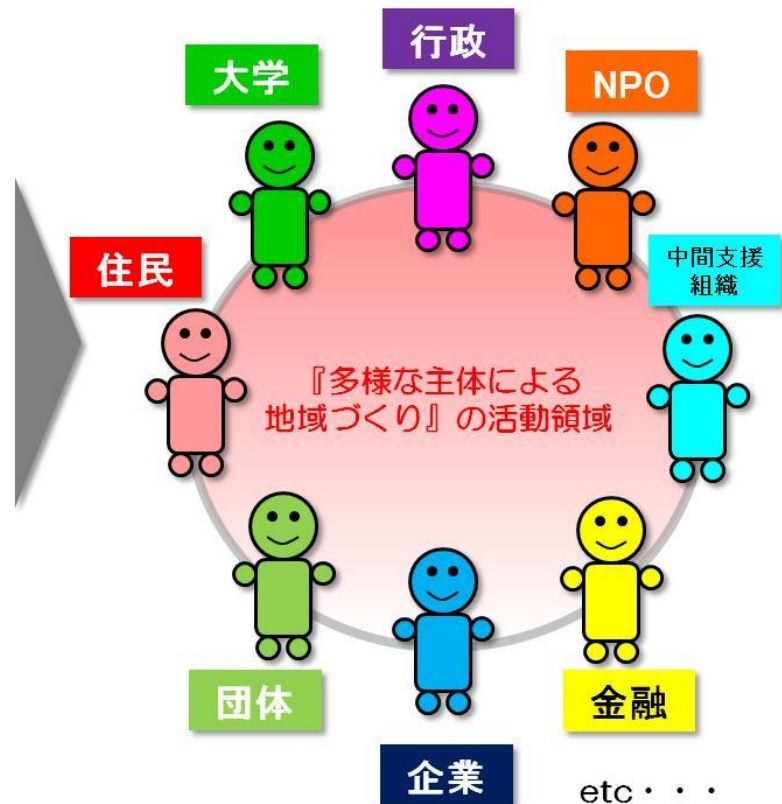 行政
大学
NPO
住民
中間支援
組織
『多様な主体による
地域づくり』の活動領域
団体
金融
企業
etc・・・